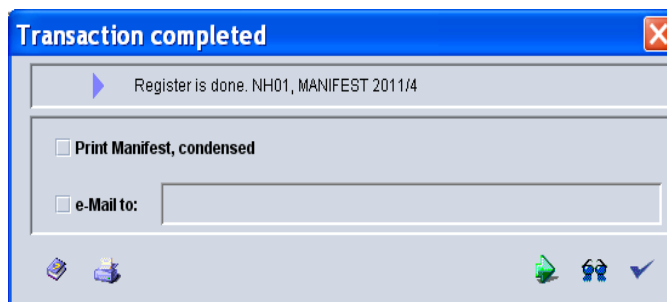 Transaction completed
Register is done. NH01, MANIFEST 2011/4
Print Manifest, condensed
e-Mail to: